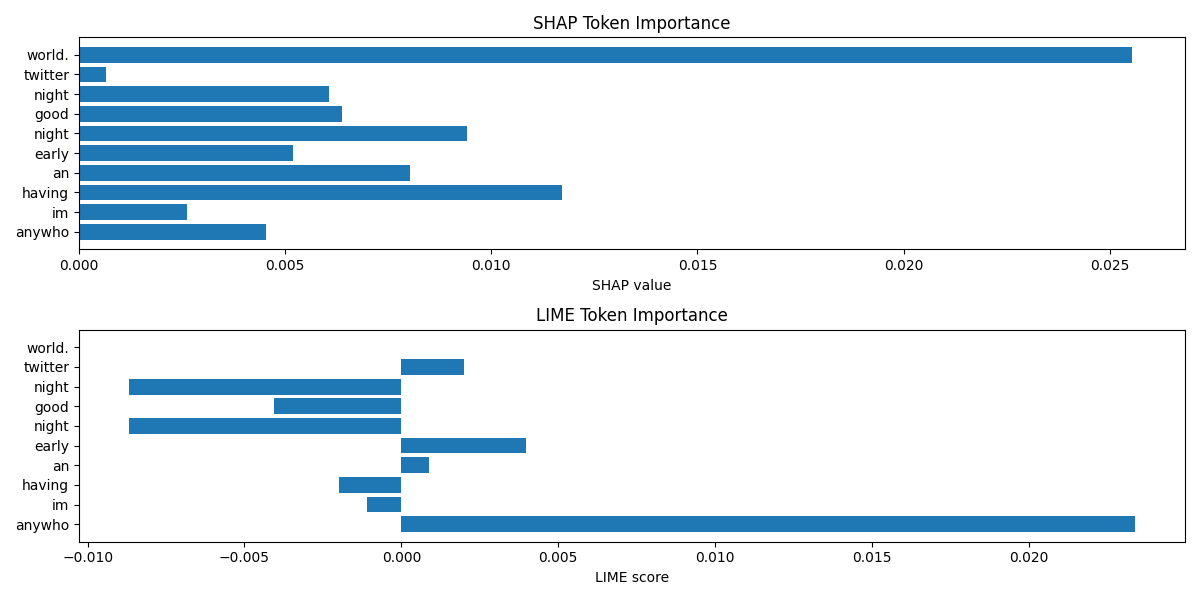 SHAP Token Importance
world.
twitter
night
good
night
early
an
having
im
anywho
0.000 0.005 0.010 0.015 0.020 0.025
SHAP value
LIME Token Importance
world.
twitter
night
good
night
early
an
having
im
anywho
−0.010 −0.005 0.000 0.005 0.010 0.015 0.020
LIME score